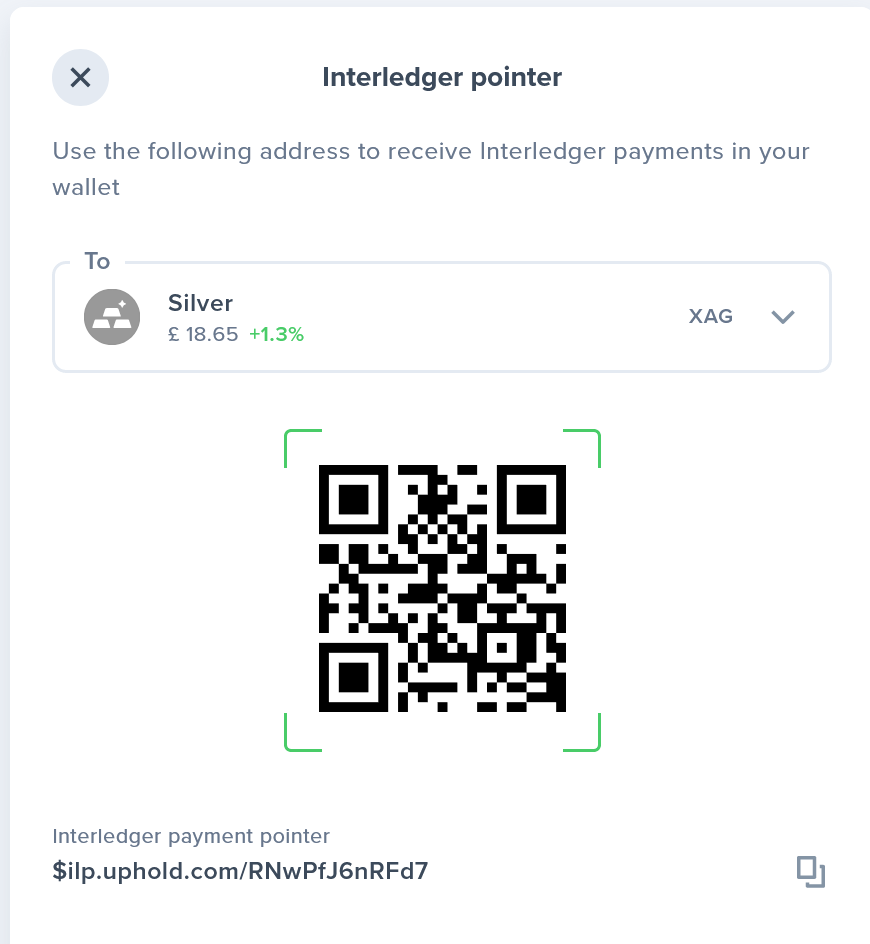 Interledger pointer
Use the following address to receive Interledger payments in your
wallet
To
Silver
£ 18.65 +1.3%
XAG
Interledger payment pointer
$ilp.uphold.com/RNwPfJ6nRFd7